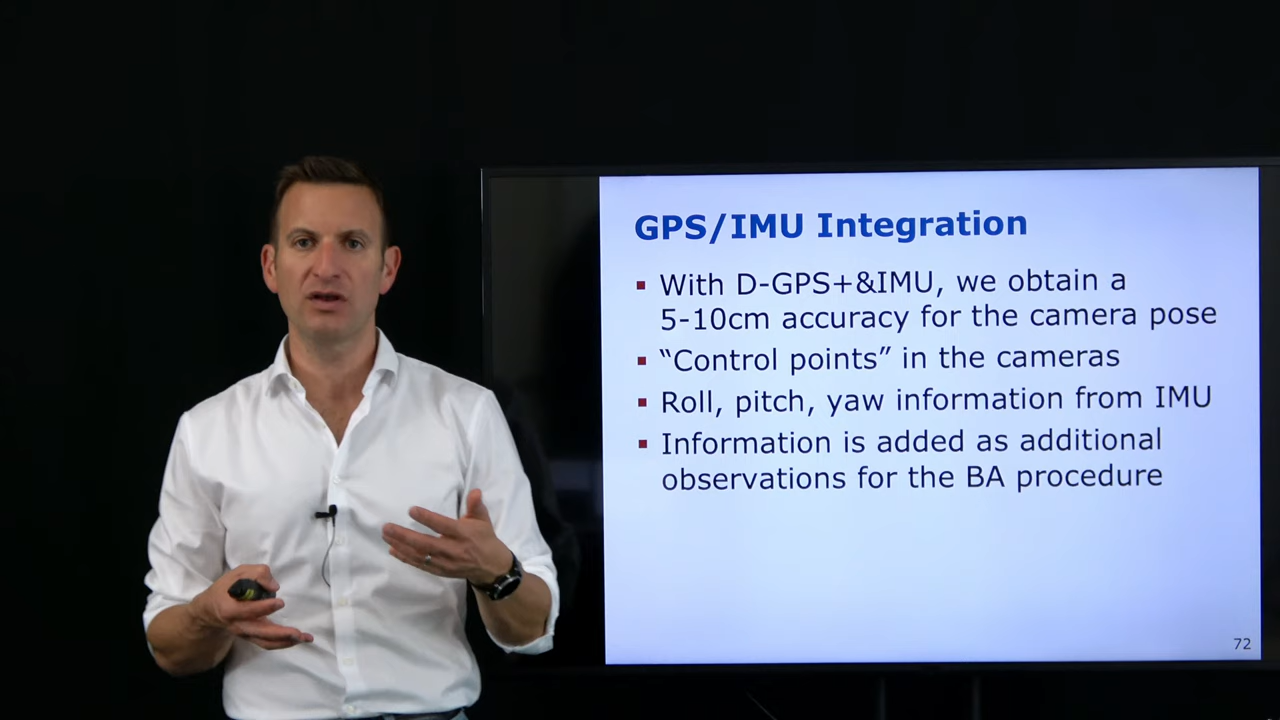 GPS/IMU Integration
With D-GPS+&IMU, we obtain a
5-10cm accuracy for the camera pose
“Control points” in the cameras
Roll, pitch, yaw information from IMU
Information is added as additional
observations for the BA procedure
72